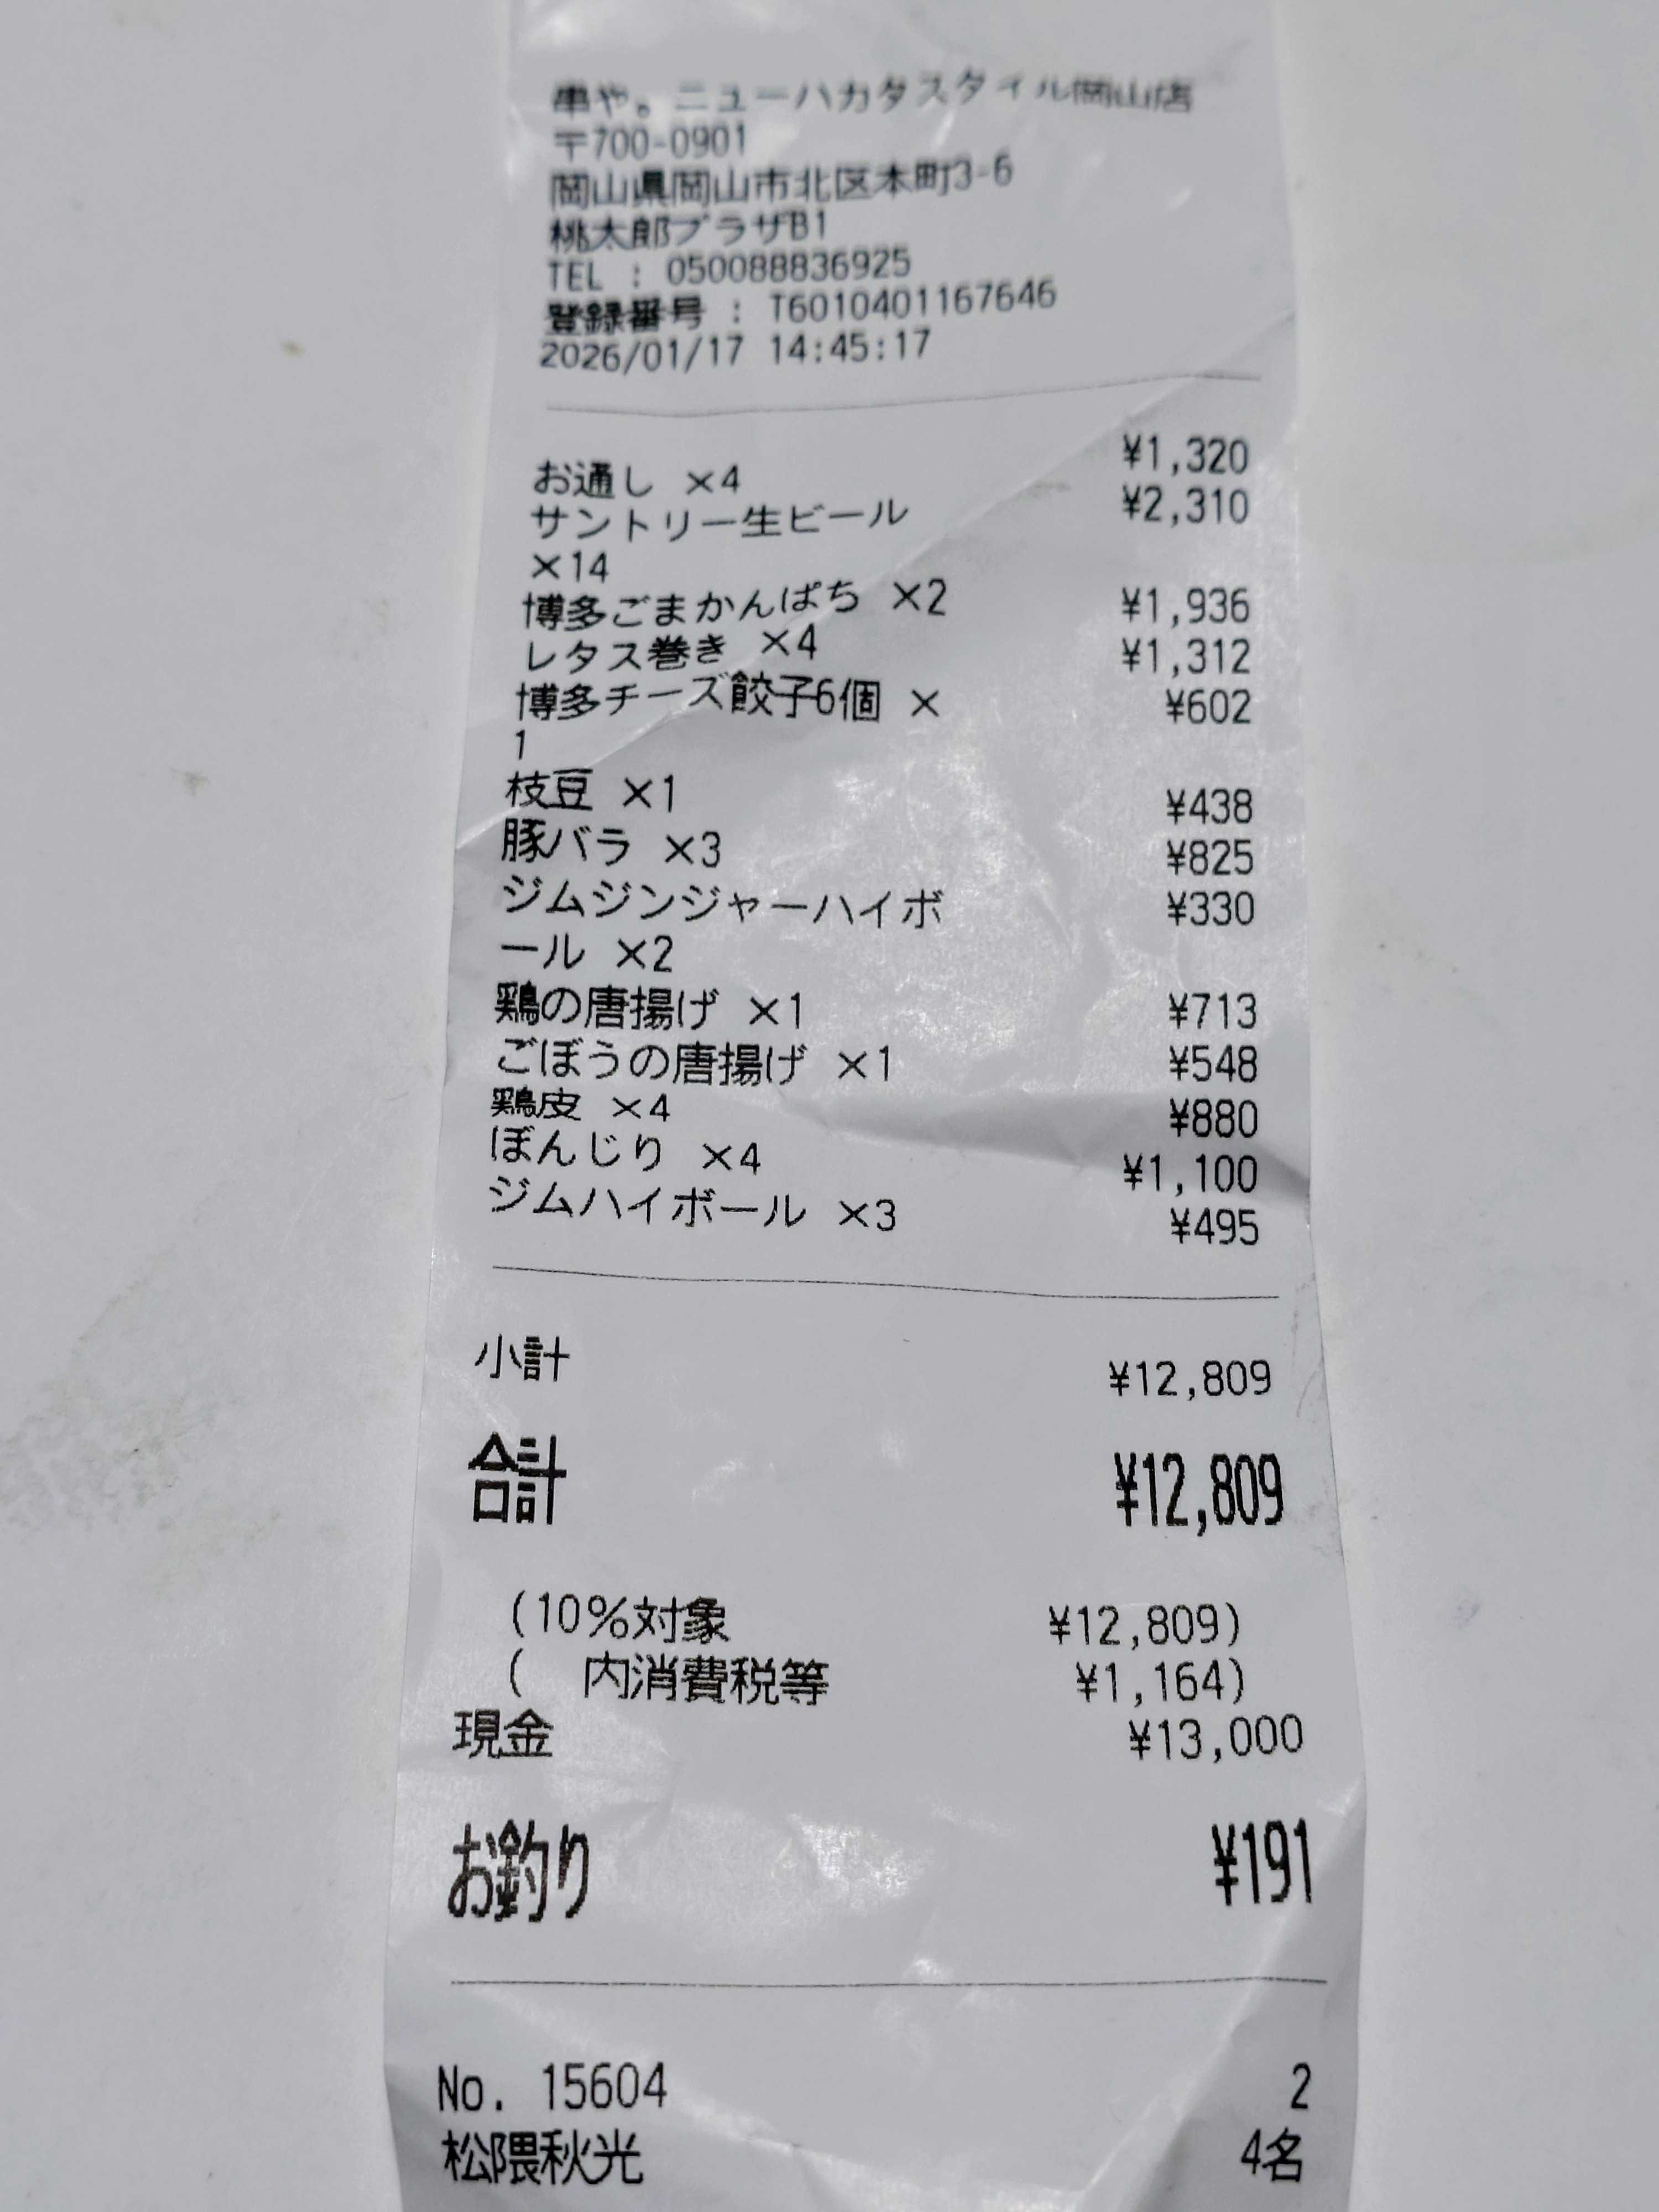 串や。ニューハカタスタイル岡山店
〒700-0901
岡山県岡山市北区本町3-6
桃太郎プラザB1
TEL : 050088836925
登録番号 : T6010401167646
2026/01/17 14:45:17
お通し ×4 ¥1,320
サントリー生ビール ¥2,310
×14
博多ごまかんぱち ×2 ¥1,936
レタス巻き ×4 ¥1,312
博多チーズ餃子6個 × ¥602
1
枝豆 ×1 ¥438
豚バラ ×3 ¥825
ジムジンジャーハイボ ¥330
ール ×2
鶏の唐揚げ ×1 ¥713
ごぼうの唐揚げ ×1 ¥548
鶏皮 ×4 ¥880
ぼんじり ×4 ¥1,100
ジムハイボール ×3 ¥495
小計 ¥12,809
合計 ¥12,809
(10%対象 ¥12,809)
( 内消費税等 ¥1,164)
現金 ¥13,000
お釣り ¥191
No. 15604 2
松隈秋光 4名